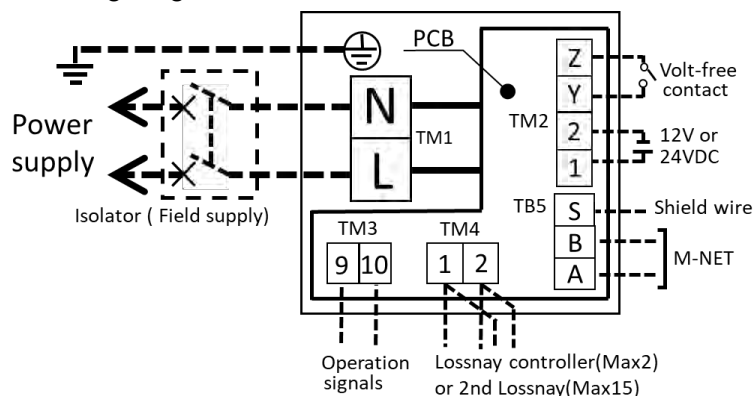 PCB
Z
Y
2
1
Volt-free
contact
12V or
24VDC
TM2
N
L
TM1
Power
supply
Isolator ( Field supply)
TB5
S
B
A
Shield wire
M-NET
TM3
9 10
TM4
1 2
Operation
signals
Lossnay controller(Max2)
or 2nd Lossnay(Max15)